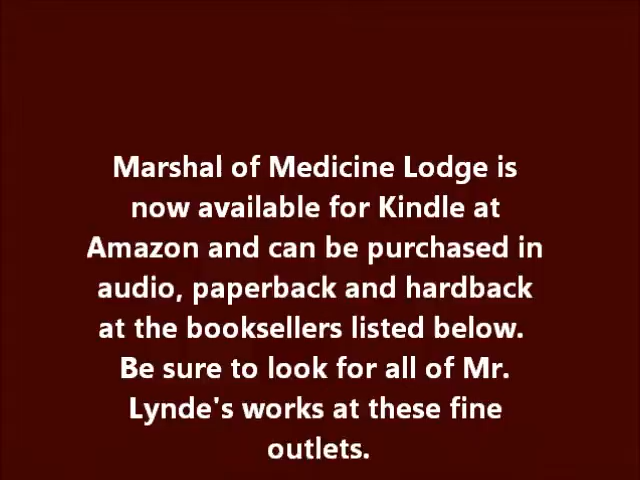 Marshal of Medicine Lodge is
now available for Kindle at
Amazon and can be purchased in
audio, paperback and hardback
at the booksellers listed below.
Be sure to look for all of Mr.
Lynde's works at these fine
outlets.